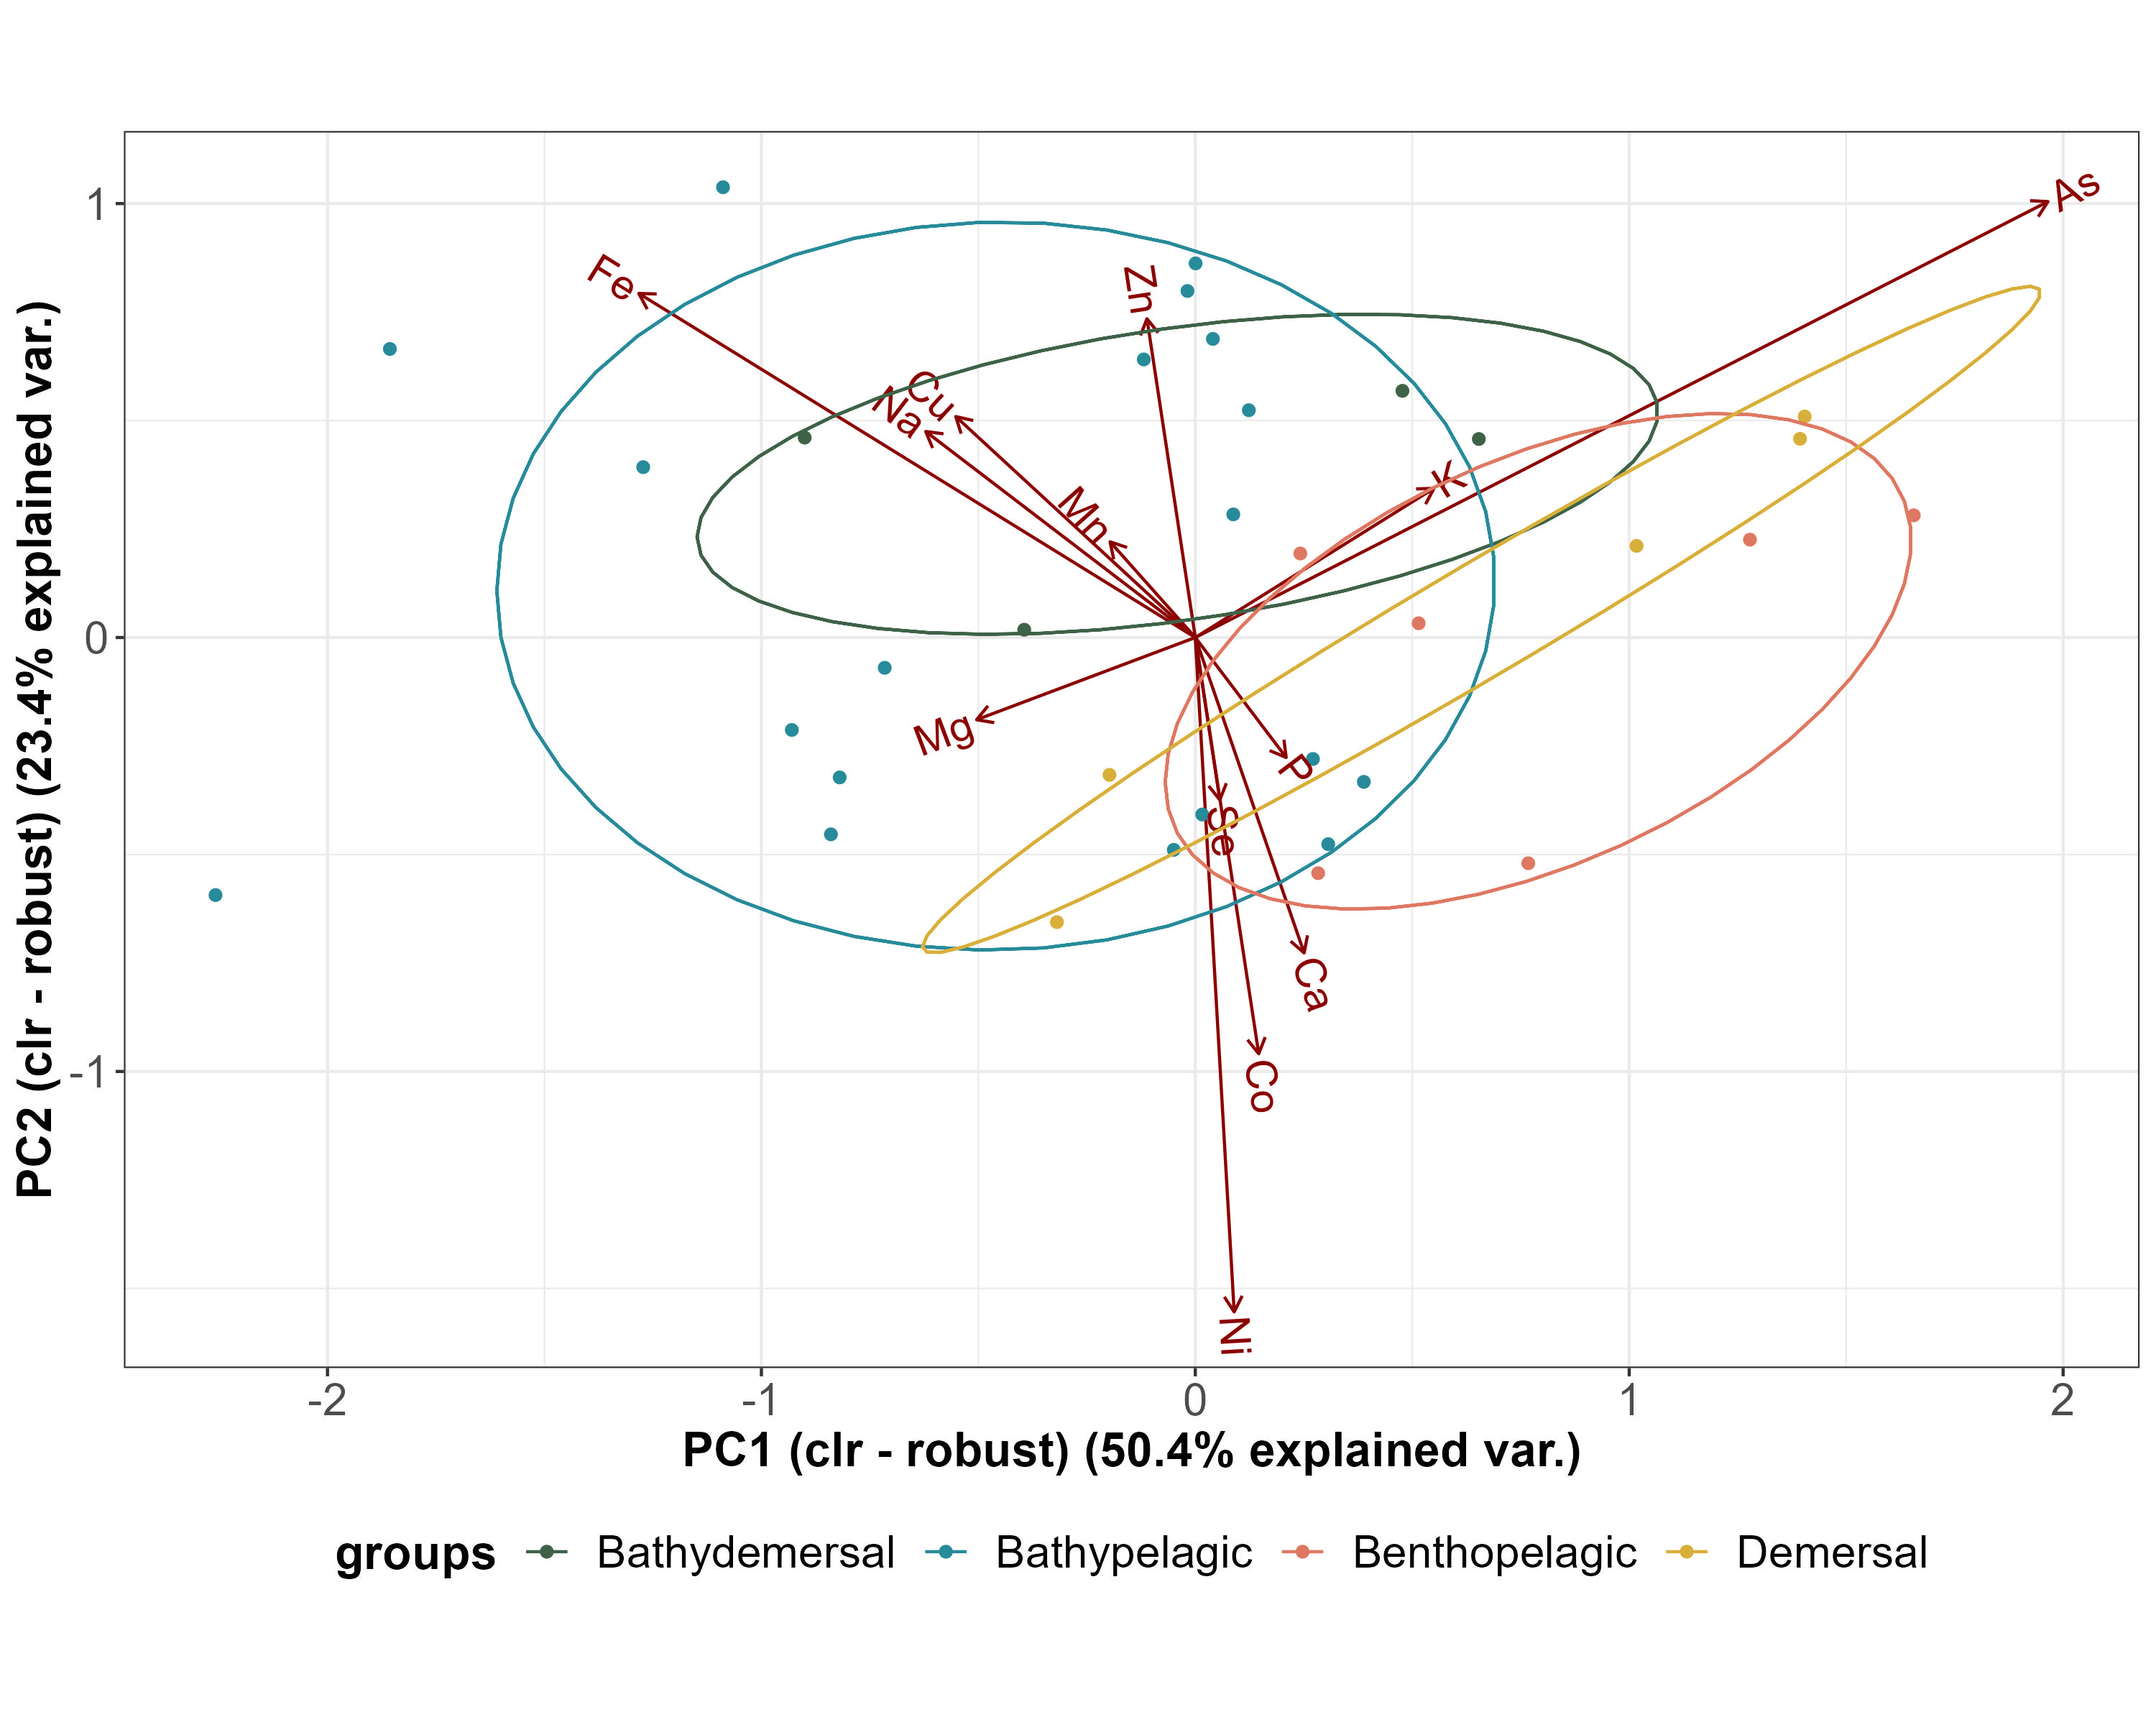 PC2 (clr - robust) (23.4% explained var.)
1
0
-1
As
Fe
Zn
Cu
Na
K
Mn
Mg
P
Se
Ca
Co
Ni
-2
-1
0
1
2
PC1 (clr - robust) (50.4% explained var.)
groups Bathydemersal Bathypelagic Benthopelagic Demersal